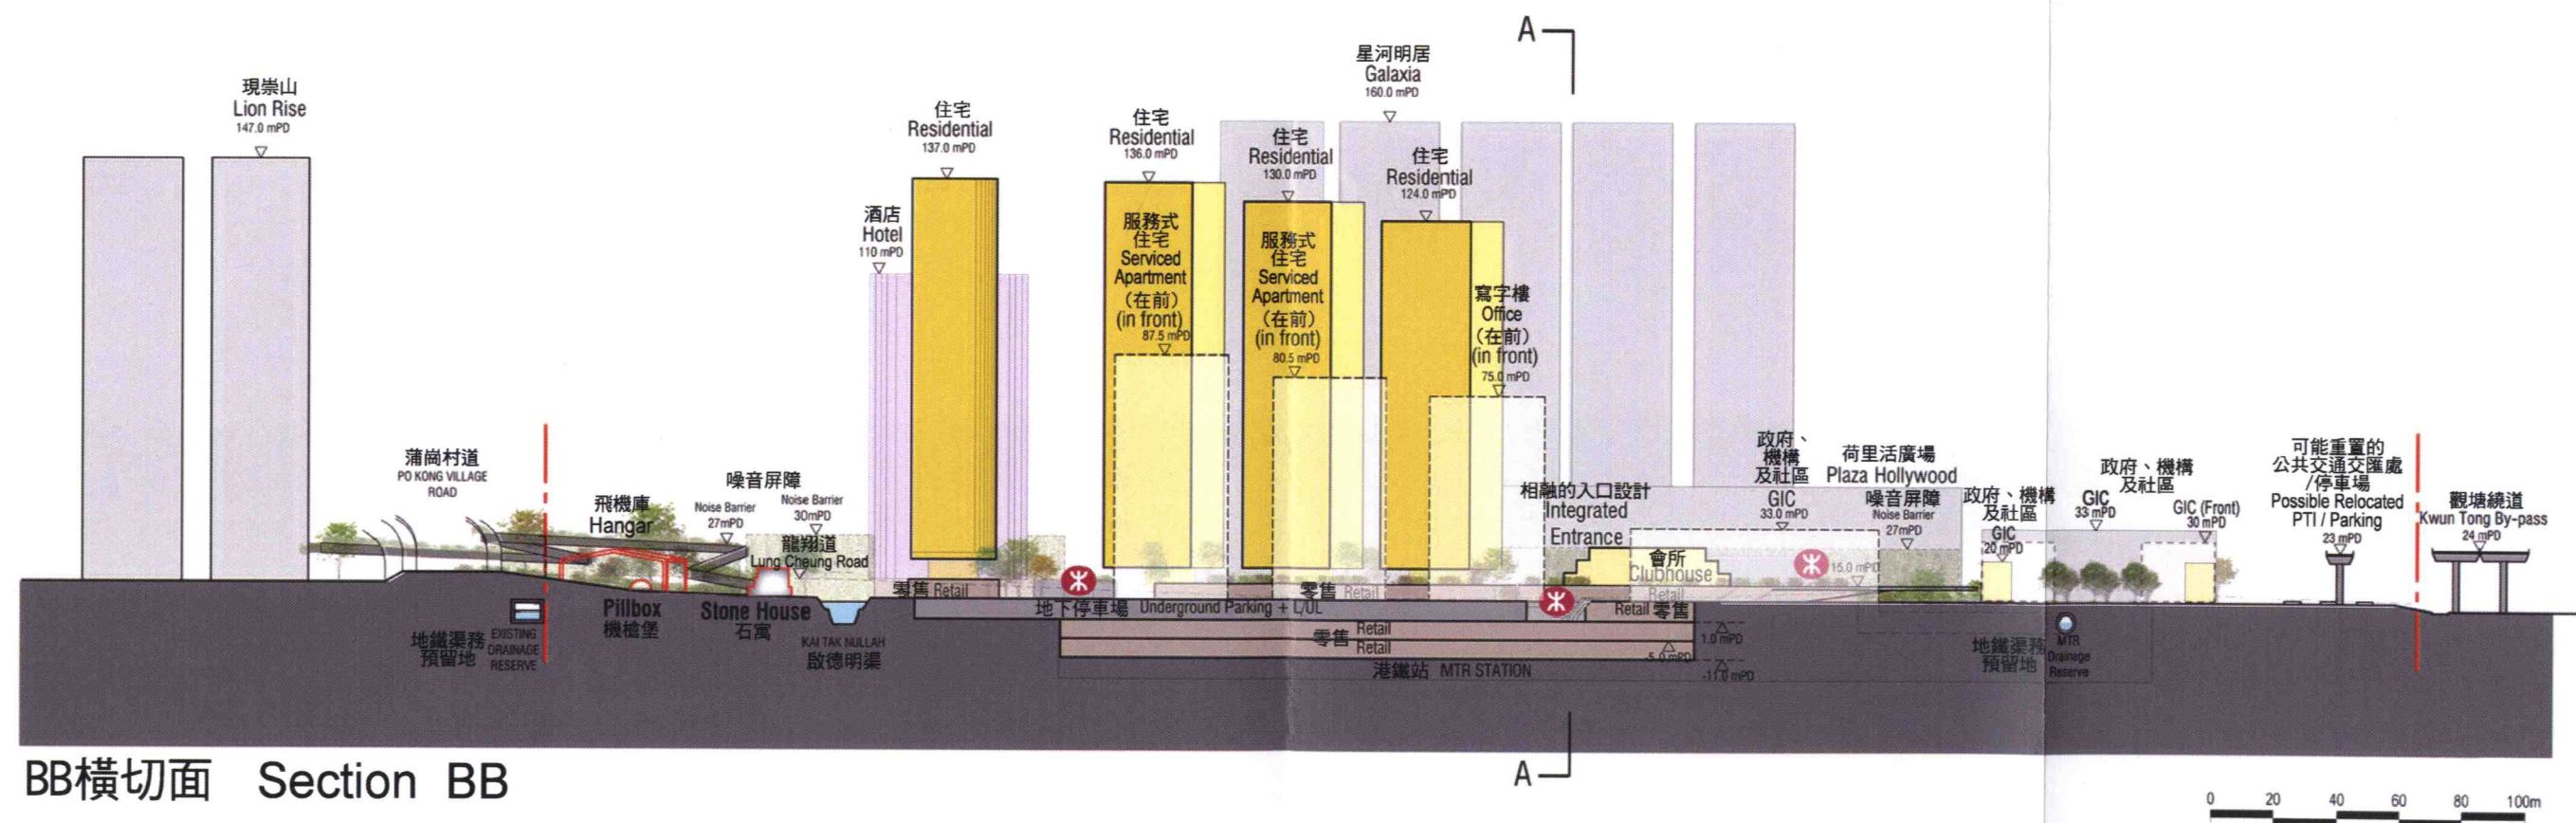 A
星河明居
Galaxia
160.0 mPD
現崇山
Lion Rise
147.0 mPD
住宅
Residential
137.0 mPD
住宅
Residential
136.0 mPD
住宅
Residential
130.0 mPD
住宅
Residential
124.0 mPD
酒店
Hotel
110 mPD
服務式
住宅
Serviced
Apartment
（在前）
(in front)
87.5 mPD
服務式
住宅
Serviced
Apartment
（在前）
(in front)
80.5 mPD
寫字樓
Office
（在前）
(in front)
75.0 mPD
蒲崗村道
PO KONG VILLAGE
ROAD
飛機庫
Hangar
噪音屏障
Noise Barrier
27mPD
Noise Barrier
30mPD
龍翔道
Lung Cheung Road
相融的入口設計
Integrated
Entrance
政府、
機構
及社區
GIC
33.0 mPD
荷里活廣場
Plaza Hollywood
噪音屏障
Noise Barrier
27mPD
政府、機構
及社區
GIC
20 mPD
政府、機構
及社區
GIC
33 mPD
GIC (Front)
30 mPD
可能重置的
公共交通交匯處
/停車場
Possible Relocated
PTI / Parking
23 mPD
觀塘繞道
Kwun Tong By-pass
24 mPD
會所
Clubhouse
15.0 mPD
零售 Retail
零售 Retail
地下停車場 Underground Parking + L/UL
Retail 零售
Retail
零售
Retail
1.0 mPD
-5.0 mPD
-11.0 mPD
港鐵站 MTR STATION
地鐵渠務
預留地
EXISTING
DRAINAGE
RESERVE
Pillbox
機槍堡
Stone House
石寓
KAI TAK NULLAH
啟德明渠
地鐵渠務
預留地
MTR
Drainage
Reserve
A
BB橫切面 Section BB
0 20 40 60 80 100m